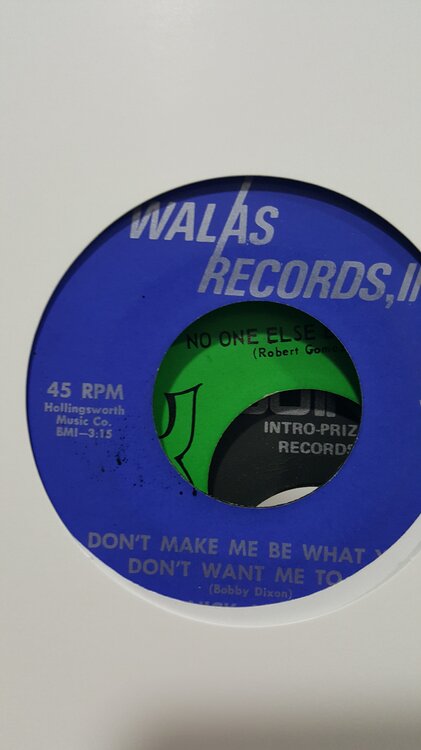 WALAS
RECORDS,
45 RPM
Hollingsworth
Music Co.
BMI—3:15
NO ONE ELSE
(Robert
INTRO-PRIZ
RECORDS
DON'T MAKE ME BE WHAT
DON'T WANT ME TO
(Bobby Dixon)